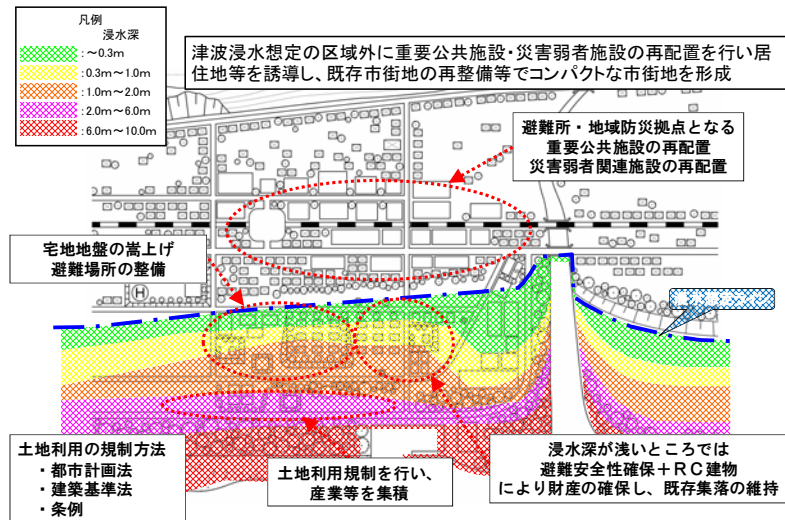 凡例
浸水深
:~0.3m
:0.3m~1.0m
:1.0m~2.0m
:2.0m~6.0m
:6.0m~10.0m
津波浸水想定の区域外に重要公共施設・災害弱者施設の再配置を行い居
住地等を誘導し、既存市街地の再整備等でコンパクトな市街地を形成
避難所・地域防災拠点となる
重要公共施設の再配置
災害弱者関連施設の再配置
宅地地盤の嵩上げ
避難場所の整備
H
土地利用の規制方法
・都市計画法
・建築基準法
・条例
土地利用規制を行い、
産業等を集積
浸水深が浅いところでは
避難安全性確保+RC建物
により財産の確保し、既存集落の維持